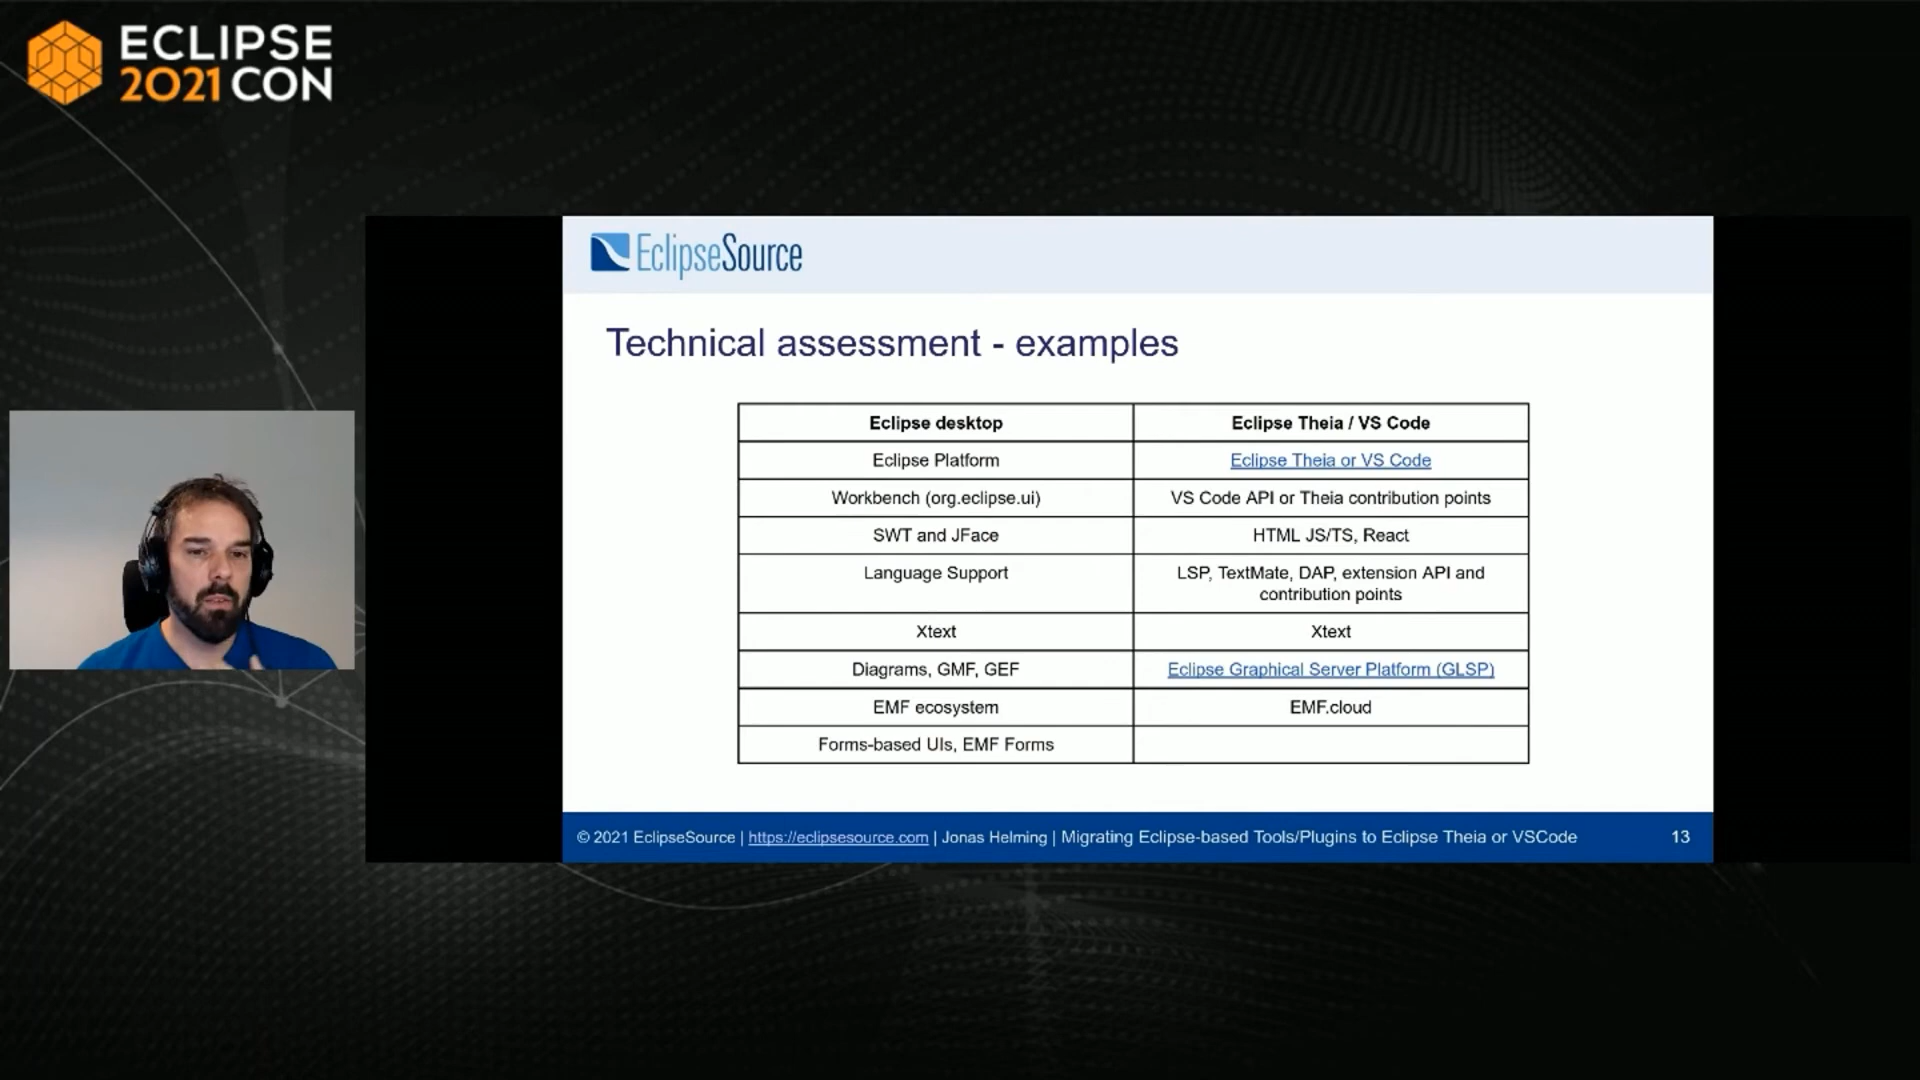 ECLIPSE
2021 CON
EclipseSource
Technical assessment - examples
Eclipse desktop
Eclipse Theia / VS Code
Eclipse Platform
Eclipse Theia or VS Code
Workbench (org.eclipse.ui)
VS Code API or Theia contribution points
SWT and JFace
HTML JS/TS, React
Language Support
LSP, TextMate, DAP, extension API and
contribution points
Xtext
Xtext
Diagrams, GMF, GEF
Eclipse Graphical Server Platform (GLSP)
EMF ecosystem
EMF.cloud
Forms-based UIs, EMF Forms
© 2021 EclipseSource | https://eclipsesource.com | Jonas Helming | Migrating Eclipse-based Tools/Plugins to Eclipse Theia or VSCode
13